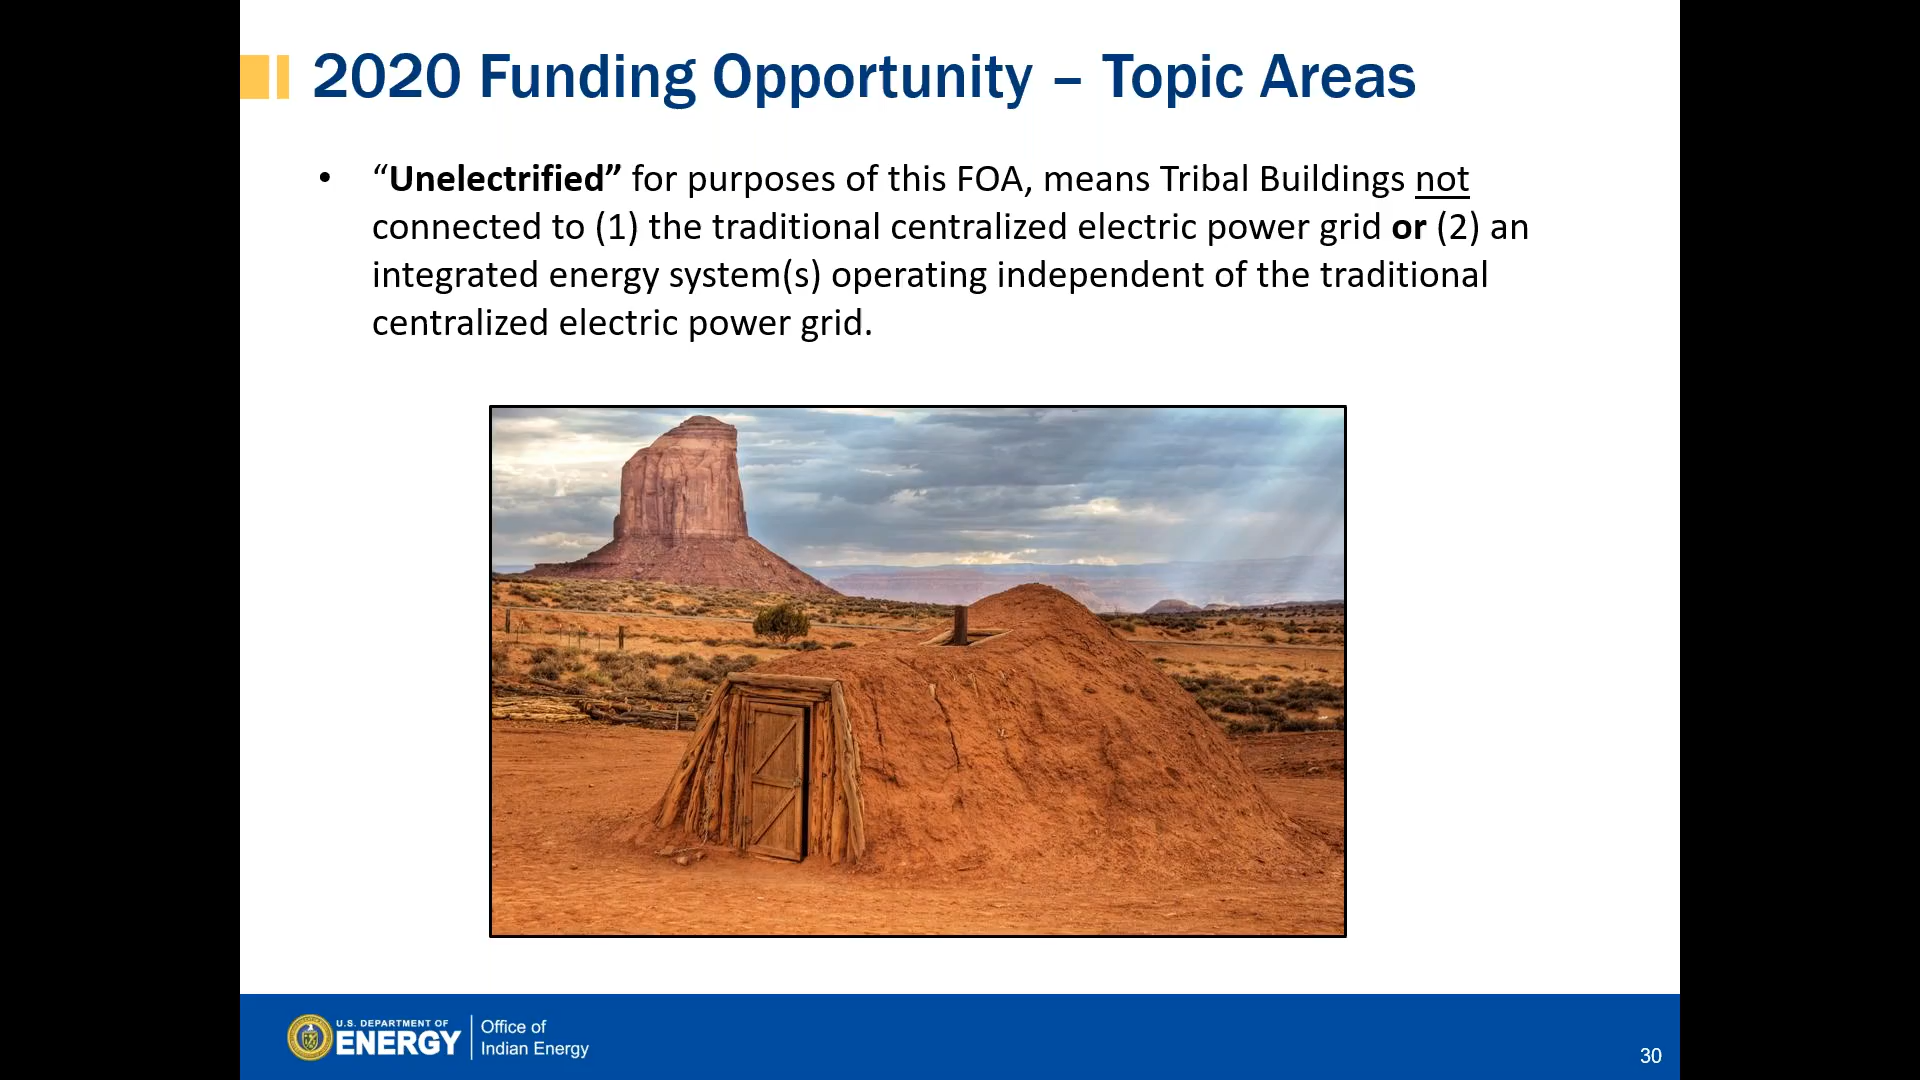 2020 Funding Opportunity – Topic Areas
• “Unelectrified” for purposes of this FOA, means Tribal Buildings not
connected to (1) the traditional centralized electric power grid or (2) an
integrated energy system(s) operating independent of the traditional
centralized electric power grid.
U.S. DEPARTMENT OF
ENERGY
Office of
Indian Energy
30